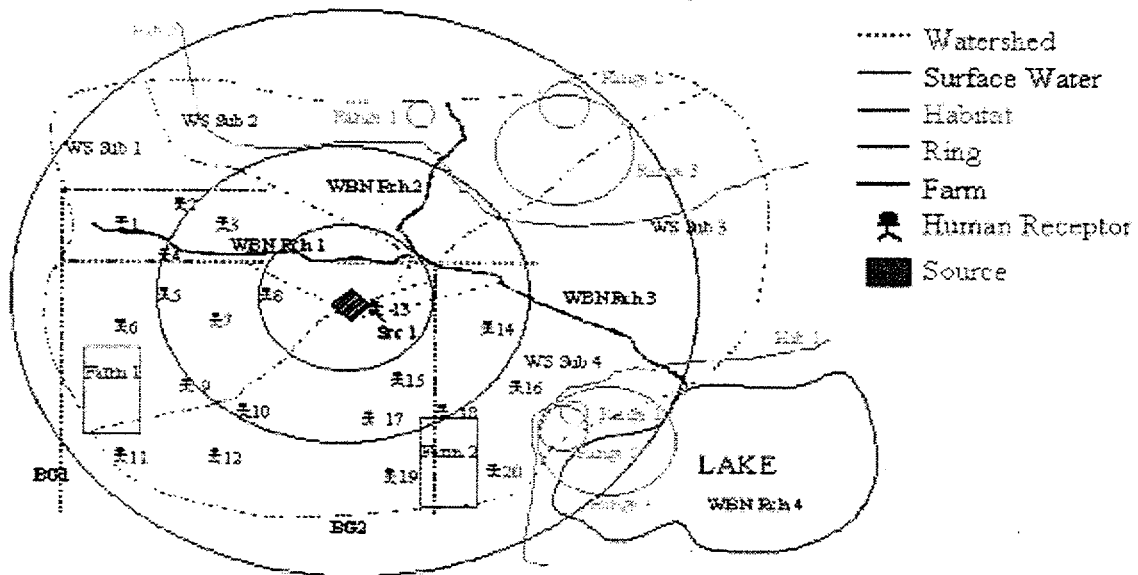 Watershed
Surface Water
Habitat
Ring
Farm
Human Receptor
Source
WS Sub 2
Range 1
WS Sub 1
Range 3
WBN Rch 2
WS Sub 3
1
3
WBN Rch 1
4
5
8
WBN Rch 3
13
Src 1
6
7
14
WS Sub 4
Farm 1
15
16
9
10
17
18
Farm 2
11
12
19
20
LAKE
BG1
WBN Rch 4
BG2